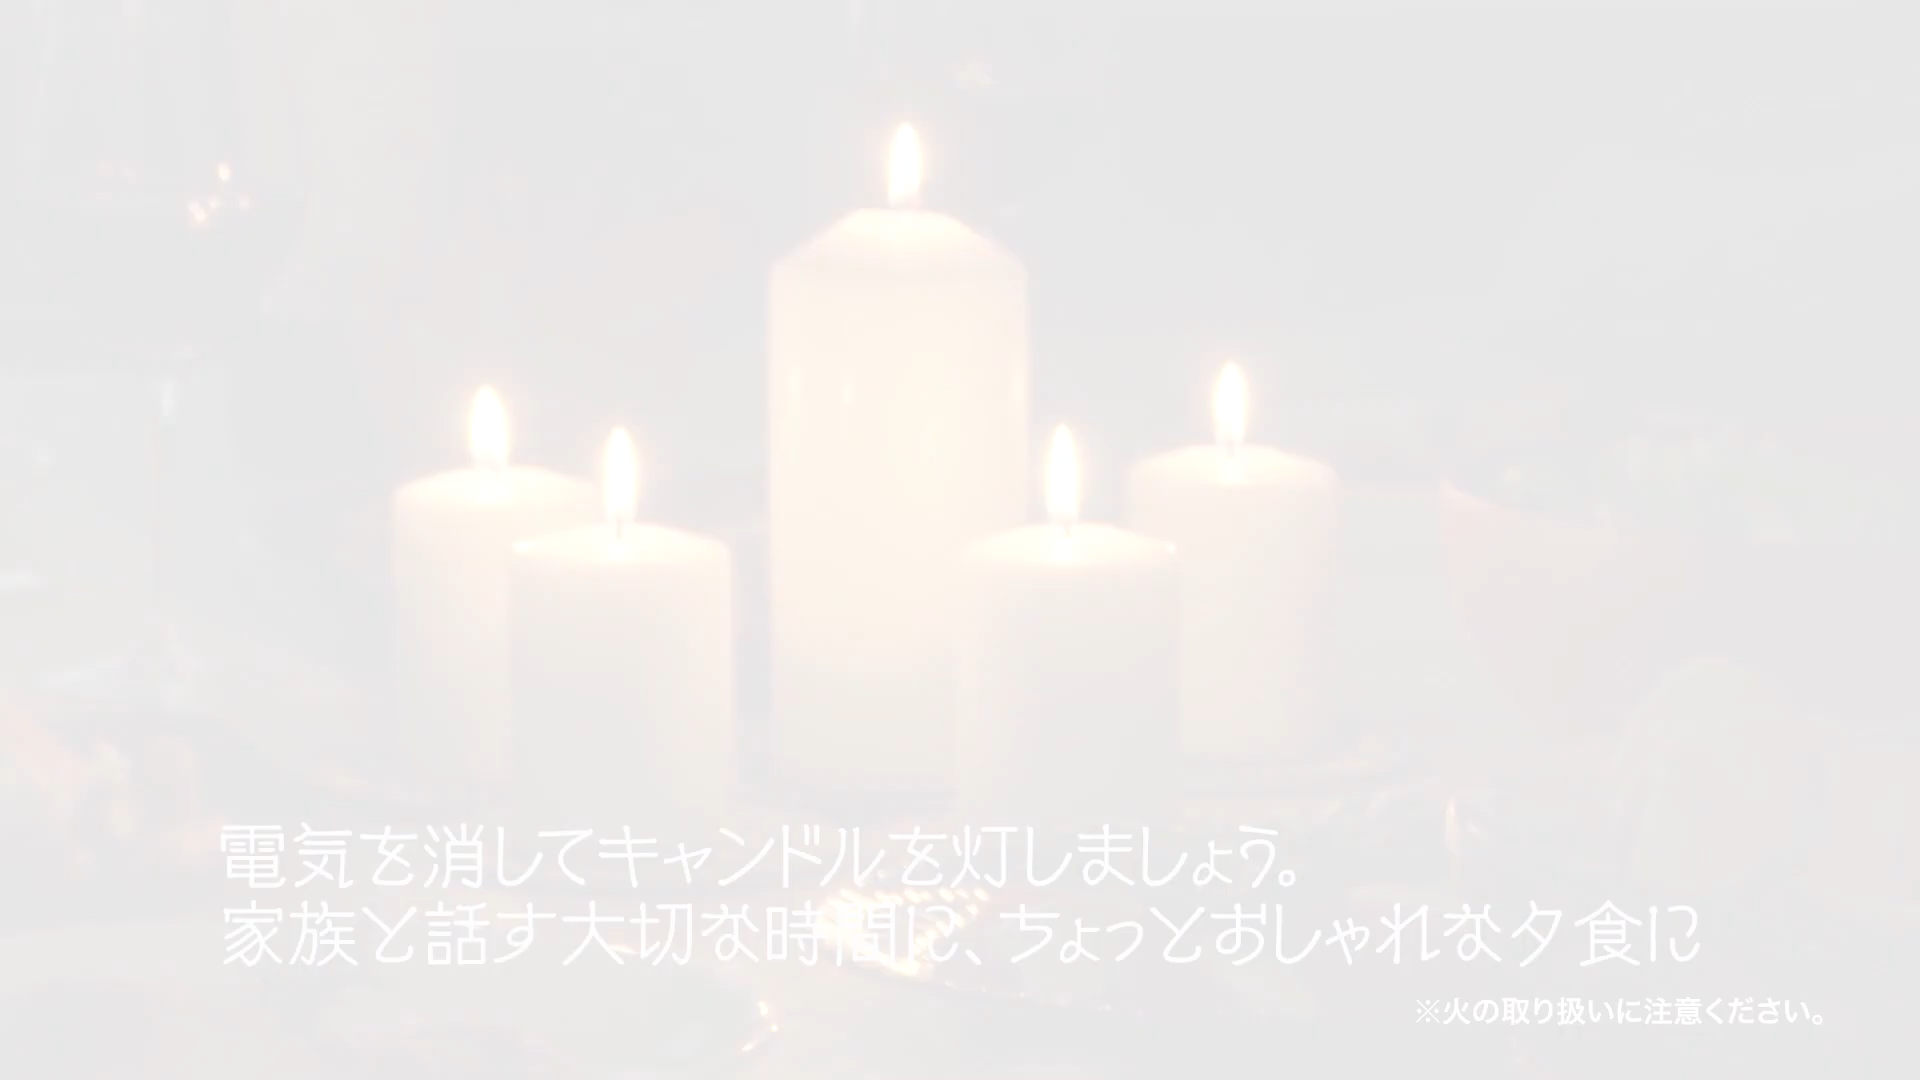 電気を消してキャンドルを灯しましょう。
家族と話す大切な時間に、ちょっとおしゃれな夕食に
※火の取り扱いに注意ください。